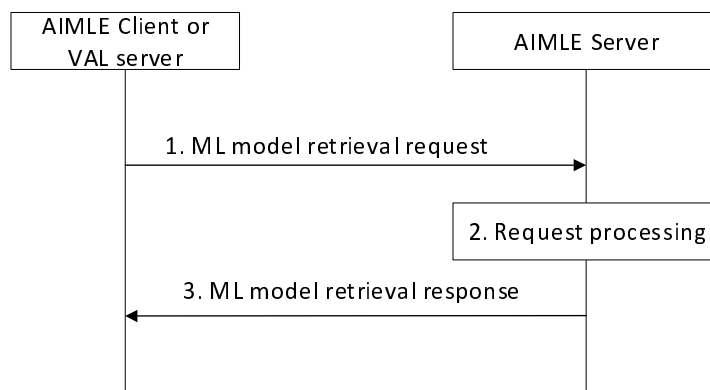 AIMLE Client or
VAL server
AIMLE Server
1. ML model retrieval request
2. Request processing
3. ML model retrieval response